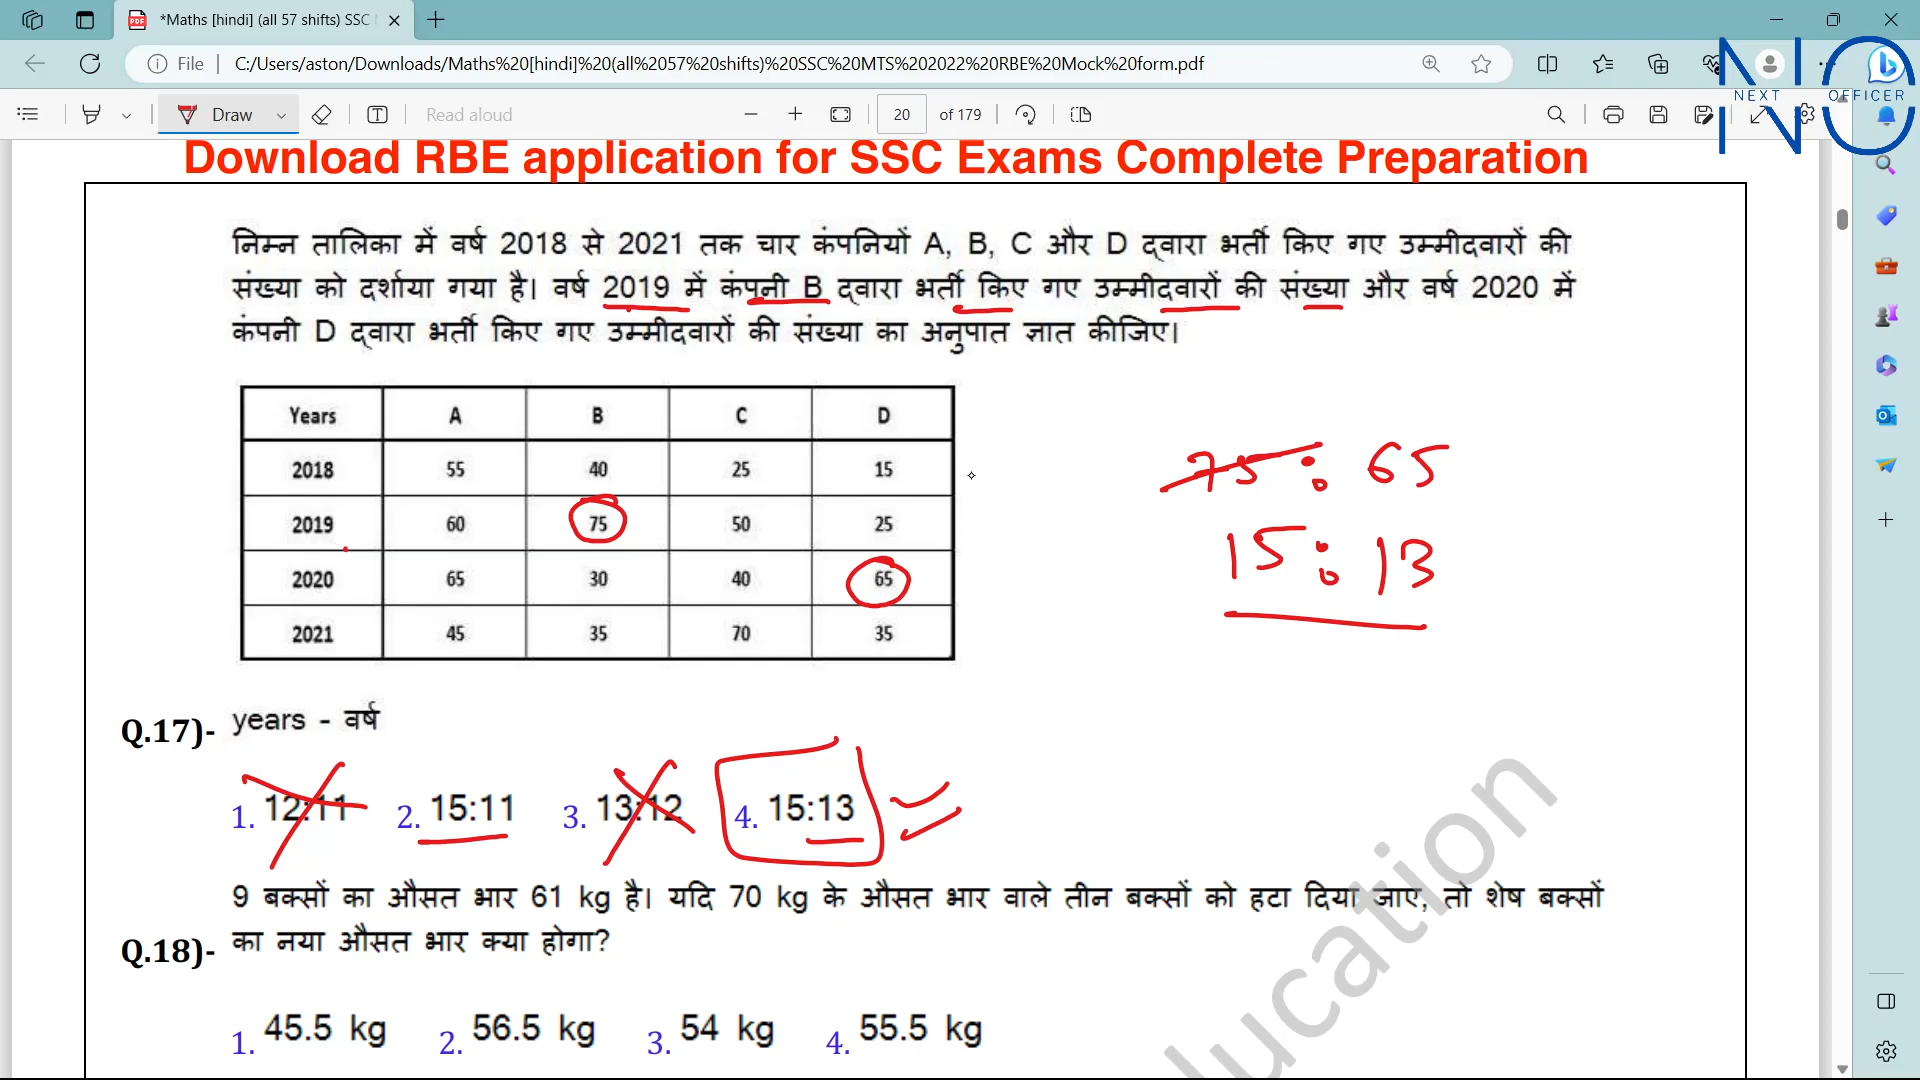 *Maths [hindi] (all 57 shifts) SSC
File
C:/Users/aston/Downloads/Maths%20[hindi]%20(all%2057%20shifts)%20SSC%20MTS%202022%20RBE%20Mock%20form.pdf
NEXT OFFICER
Draw
Read aloud
20 of 179
Download RBE application for SSC Exams Complete Preparation
निम्न तालिका में वर्ष 2018 से 2021 तक चार कंपनियों A, B, C और D द्वारा भर्ती किए गए उम्मीदवारों की
संख्या को दर्शाया गया है। वर्ष 2019 में कंपनी B द्वारा भर्ती किए गए उम्मीदवारों की संख्या और वर्ष 2020 में
कंपनी D द्वारा भर्ती किए गए उम्मीदवारों की संख्या का अनुपात ज्ञात कीजिए।
Years A B C D
2018 55 40 25 15
2019 60 75 50 25
2020 65 30 40 65
2021 45 35 70 35
75 : 65
15 : 13
Q.17)- years - वर्ष
1. 12:11 2. 15:11 3. 13:12 4. 15:13
9 बक्सों का औसत भार 61 kg है। यदि 70 kg के औसत भार वाले तीन बक्सों को हटा दिया जाए, तो शेष बक्सों
Q.18)- का नया औसत भार क्या होगा?
1. 45.5 kg 2. 56.5 kg 3. 54 kg 4. 55.5 kg
ucation